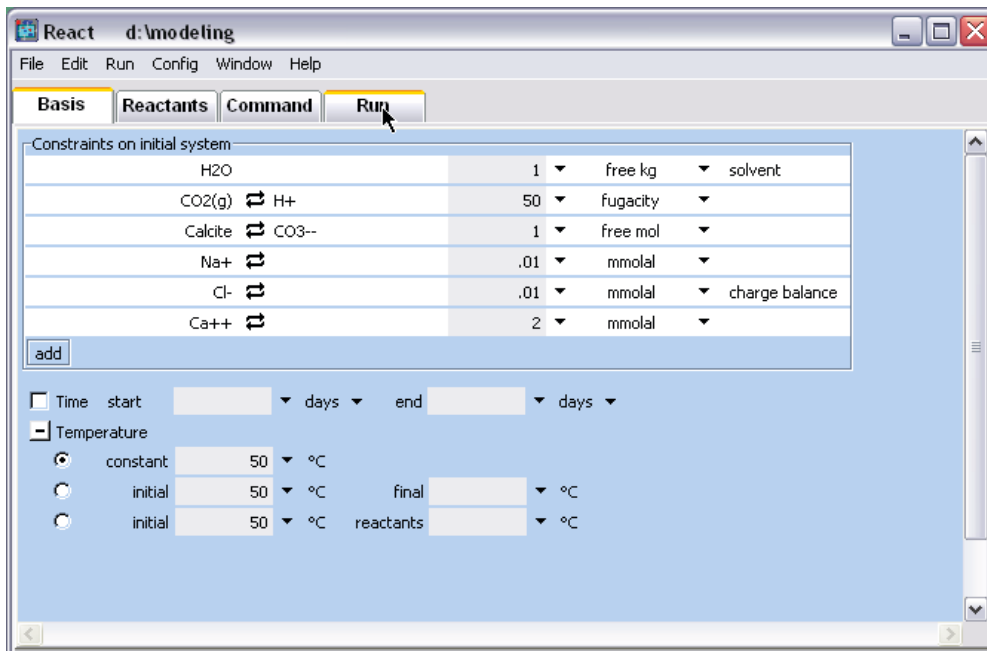 React d:\modeling
File Edit Run Config Window Help
Basis Reactants Command Run
Constraints on initial system
H2O 1 free kg solvent
CO2(g) H+ 50 fugacity
Calcite CO3-- 1 free mol
Na+ .01 mmolal
Cl- .01 mmolal charge balance
Ca++ 2 mmolal
add
Time start days end days
Temperature
constant 50 °C
initial 50 °C final °C
initial 50 °C reactants °C